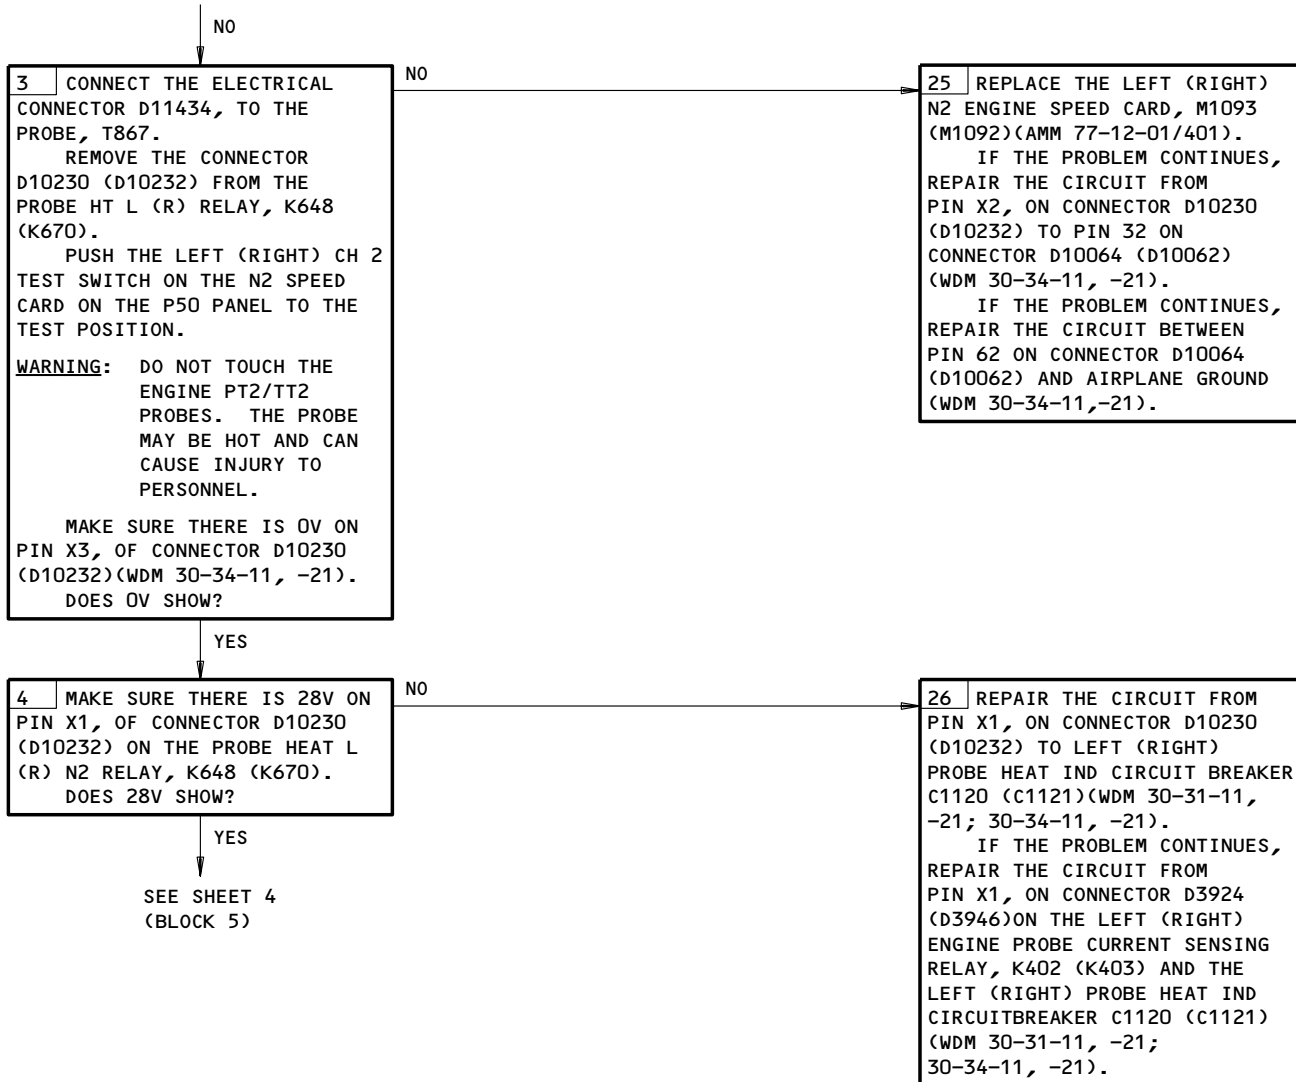 NO
3 CONNECT THE ELECTRICAL
CONNECTOR D11434, TO THE
PROBE, T867.
REMOVE THE CONNECTOR
D10230 (D10232) FROM THE
PROBE HT L (R) RELAY, K648
(K670).
PUSH THE LEFT (RIGHT) CH 2
TEST SWITCH ON THE N2 SPEED
CARD ON THE P50 PANEL TO THE
TEST POSITION.
WARNING: DO NOT TOUCH THE
ENGINE PT2/TT2
PROBES. THE PROBE
MAY BE HOT AND CAN
CAUSE INJURY TO
PERSONNEL.
MAKE SURE THERE IS 0V ON
PIN X3, OF CONNECTOR D10230
(D10232)(WDM 30-34-11, -21).
DOES 0V SHOW?
NO
25 REPLACE THE LEFT (RIGHT)
N2 ENGINE SPEED CARD, M1093
(M1092)(AMM 77-12-01/401).
IF THE PROBLEM CONTINUES,
REPAIR THE CIRCUIT FROM
PIN X2, ON CONNECTOR D10230
(D10232) TO PIN 32 ON
CONNECTOR D10064 (D10062)
(WDM 30-34-11, -21).
IF THE PROBLEM CONTINUES,
REPAIR THE CIRCUIT BETWEEN
PIN 62 ON CONNECTOR D10064
(D10062) AND AIRPLANE GROUND
(WDM 30-34-11,-21).
YES
4 MAKE SURE THERE IS 28V ON
PIN X1, OF CONNECTOR D10230
(D10232) ON THE PROBE HEAT L
(R) N2 RELAY, K648 (K670).
DOES 28V SHOW?
NO
26 REPAIR THE CIRCUIT FROM
PIN X1, ON CONNECTOR D10230
(D10232) TO LEFT (RIGHT)
PROBE HEAT IND CIRCUIT BREAKER
C1120 (C1121)(WDM 30-31-11,
-21; 30-34-11, -21).
IF THE PROBLEM CONTINUES,
REPAIR THE CIRCUIT FROM
PIN X1, ON CONNECTOR D3924
(D3946)ON THE LEFT (RIGHT)
ENGINE PROBE CURRENT SENSING
RELAY, K402 (K403) AND THE
LEFT (RIGHT) PROBE HEAT IND
CIRCUITBREAKER C1120 (C1121)
(WDM 30-31-11, -21;
30-34-11, -21).
YES
SEE SHEET 4
(BLOCK 5)